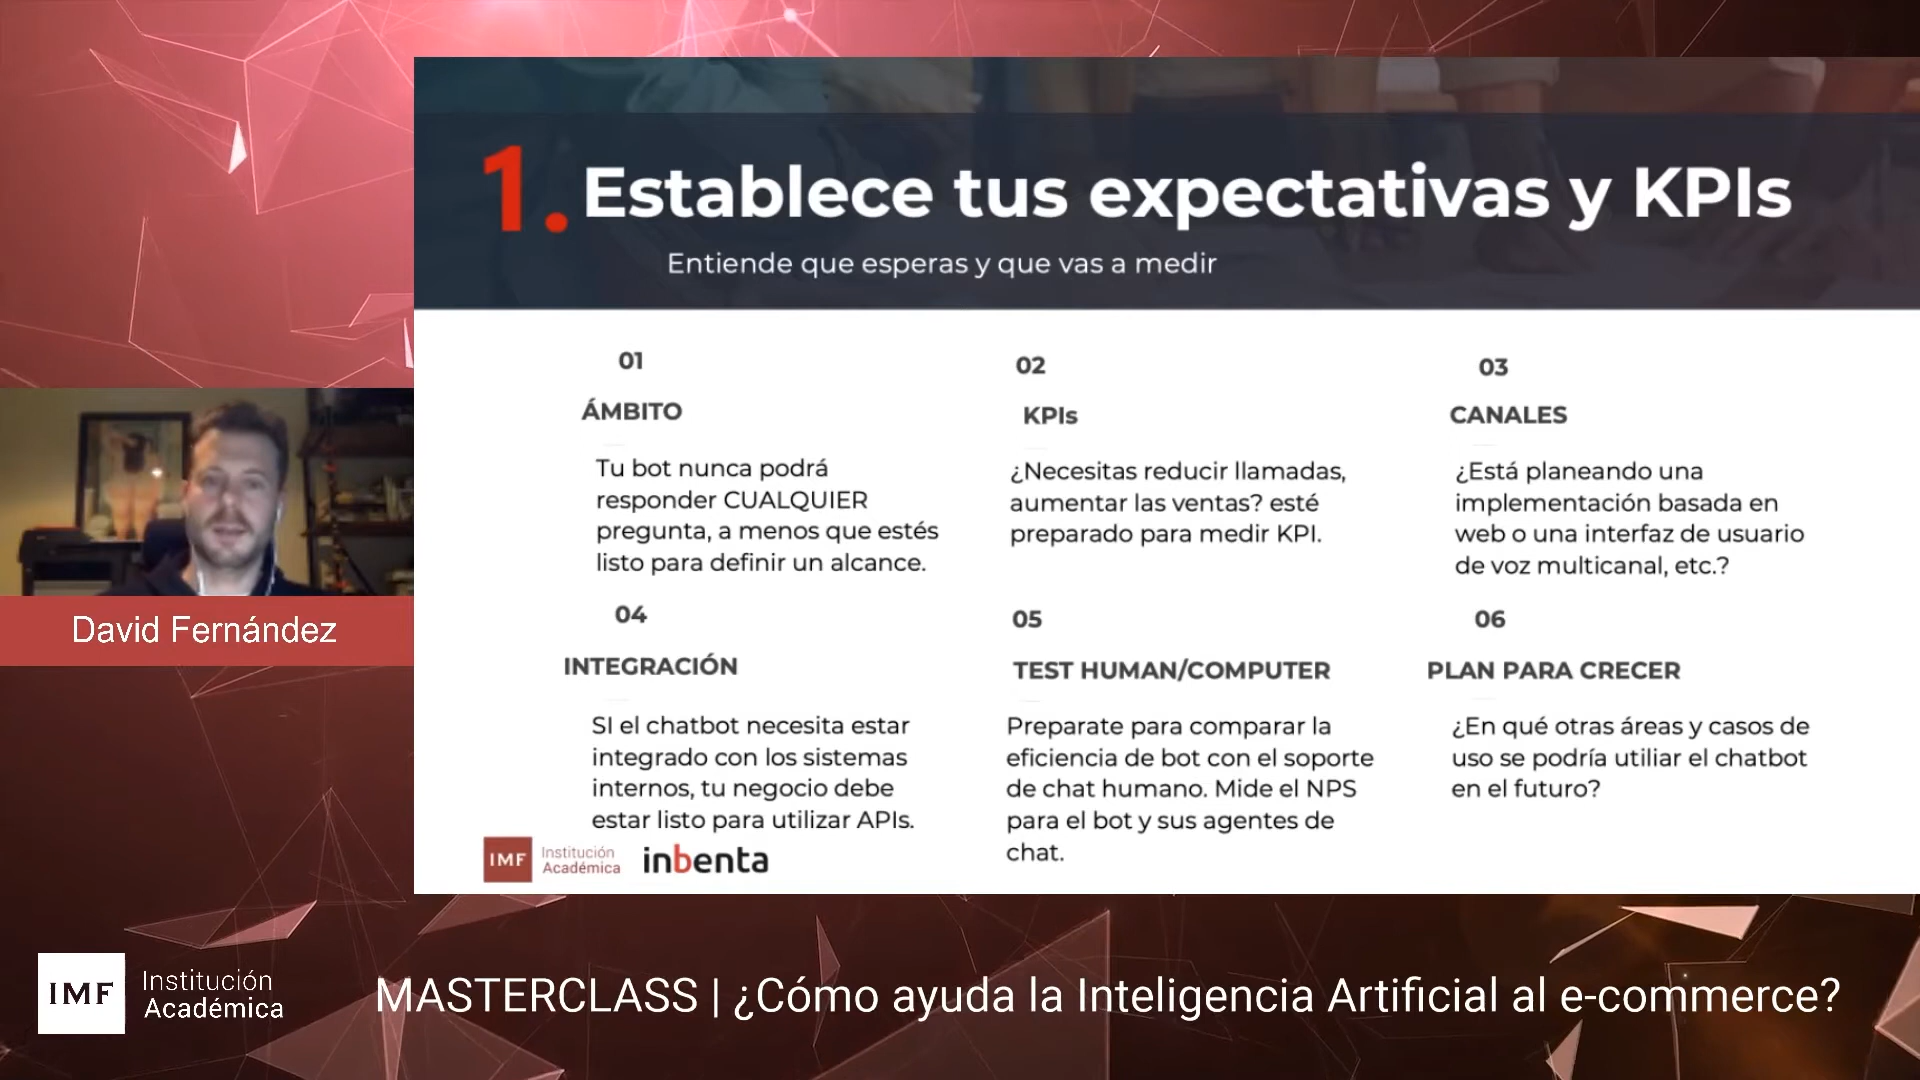 1. Establece tus expectativas y KPIs
Entiende que esperas y que vas a medir
01
ÁMBITO
Tu bot nunca podrá
responder CUALQUIER
pregunta, a menos que estés
listo para definir un alcance.
02
KPIs
¿Necesitas reducir llamadas,
aumentar las ventas? esté
preparado para medir KPI.
03
CANALES
¿Está planeando una
implementación basada en
web o una interfaz de usuario
de voz multicanal, etc.?
04
INTEGRACIÓN
SI el chatbot necesita estar
integrado con los sistemas
internos, tu negocio debe
estar listo para utilizar APIs.
05
TEST HUMAN/COMPUTER
Preparate para comparar la
eficiencia de bot con el soporte
de chat humano. Mide el NPS
para el bot y sus agentes de
chat.
06
PLAN PARA CRECER
¿En qué otras áreas y casos de
uso se podría utiliar el chatbot
en el futuro?
IMF Institución
Académica
inbenta
David Fernández
IMF Institución
Académica
MASTERCLASS | ¿Cómo ayuda la Inteligencia Artificial al e-commerce?